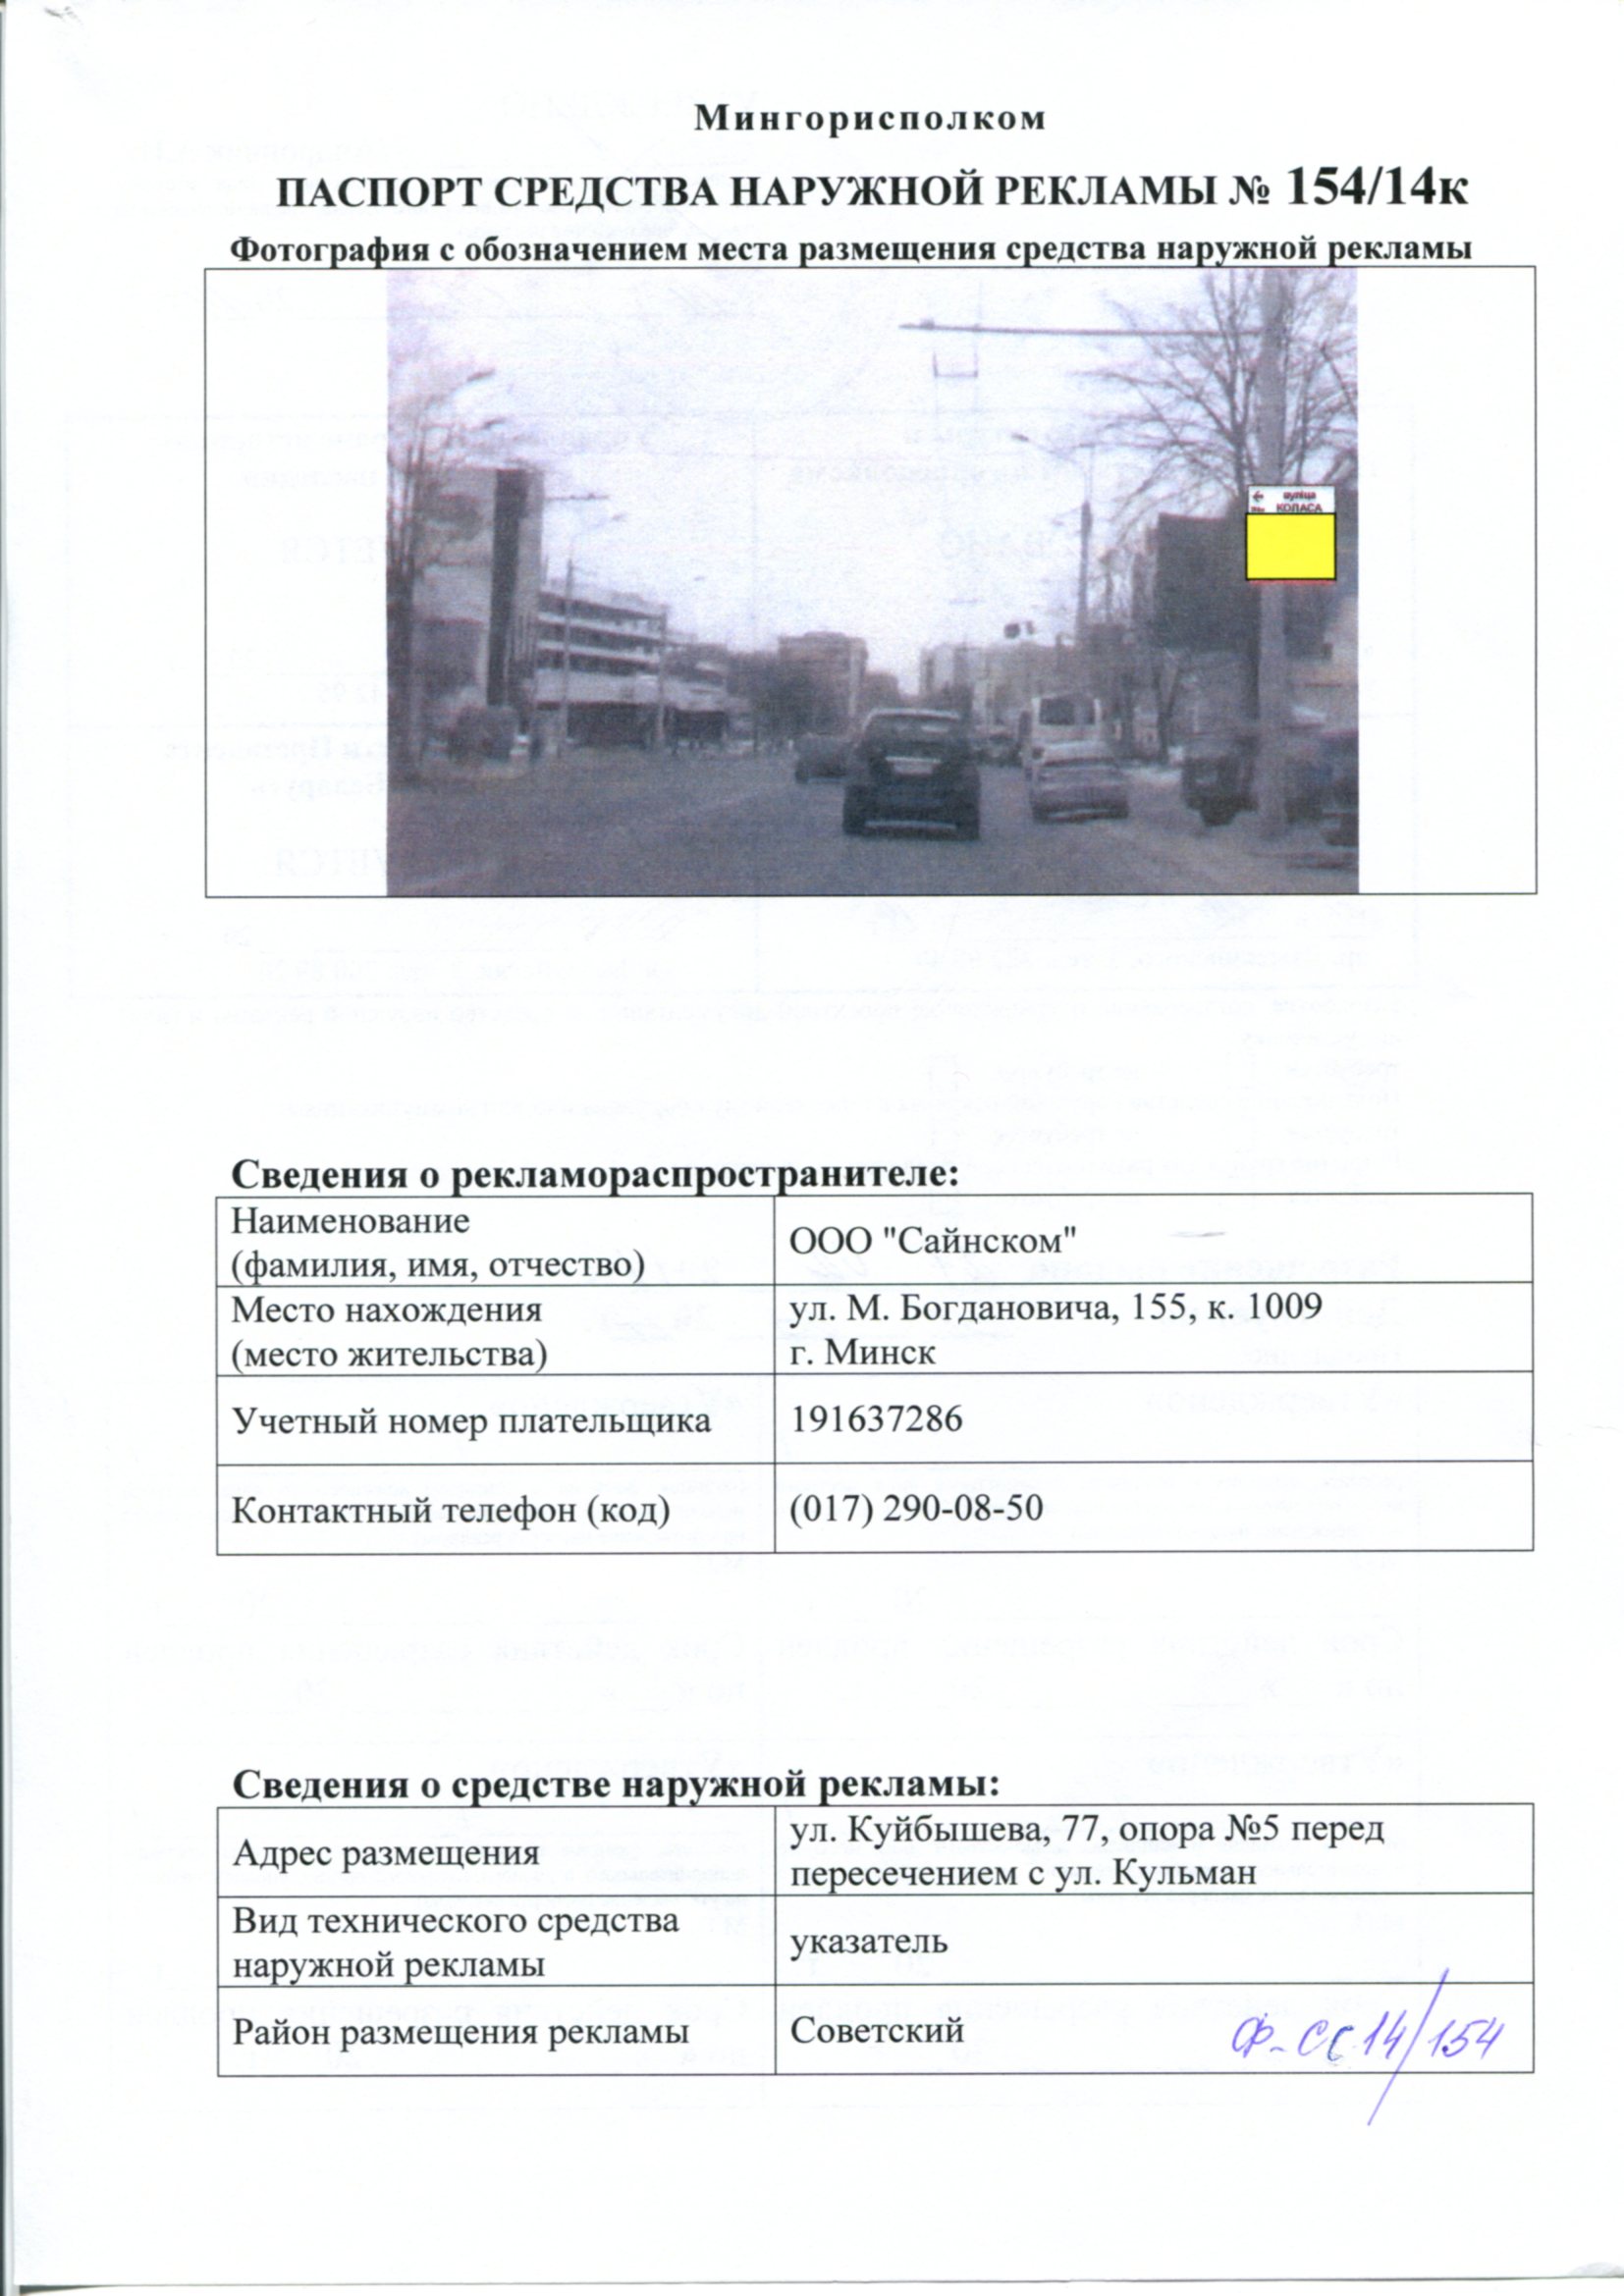 Мингорисполком
ПАСПОРТ СРЕДСТВА НАРУЖНОЙ РЕКЛАМЫ № 154/14к
Фотография с обозначением места размещения средства наружной рекламы
вуліца
КОЛАСА
Сведения о рекламораспространителе:
Наименование
(фамилия, имя, отчество)
ООО "Сайнском"
Место нахождения
(место жительства)
ул. М. Богдановича, 155, к. 1009
г. Минск
Учетный номер плательщика
191637286
Контактный телефон (код)
(017) 290-08-50
Сведения о средстве наружной рекламы:
Адрес размещения
ул. Куйбышева, 77, опора №5 перед
пересечением с ул. Кульман
Вид технического средства
наружной рекламы
указатель
Район размещения рекламы
Советский
Ф-СС 14/154